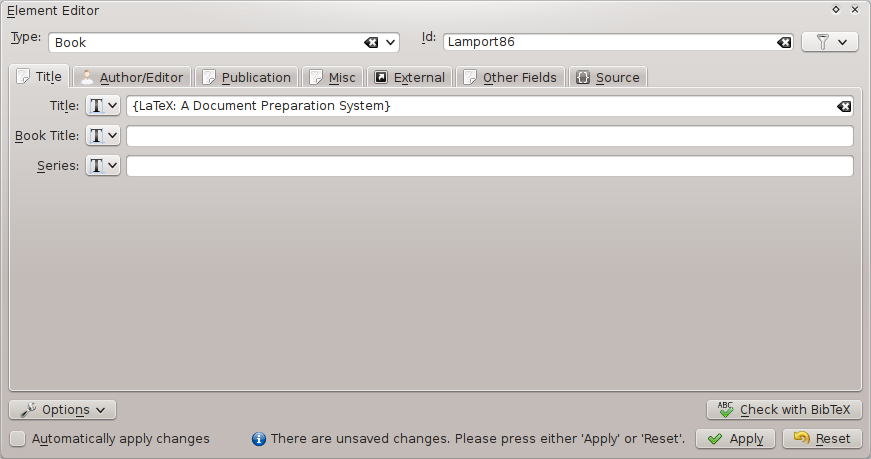 Element Editor
Type: Book Id: Lamport86
Title Author/Editor Publication Misc External Other Fields Source
Title: T {LaTeX: A Document Preparation System}
Book Title: T
Series: T
Options ABC Check with BibTeX
Automatically apply changes i There are unsaved changes. Please press either 'Apply' or 'Reset'. Apply Reset